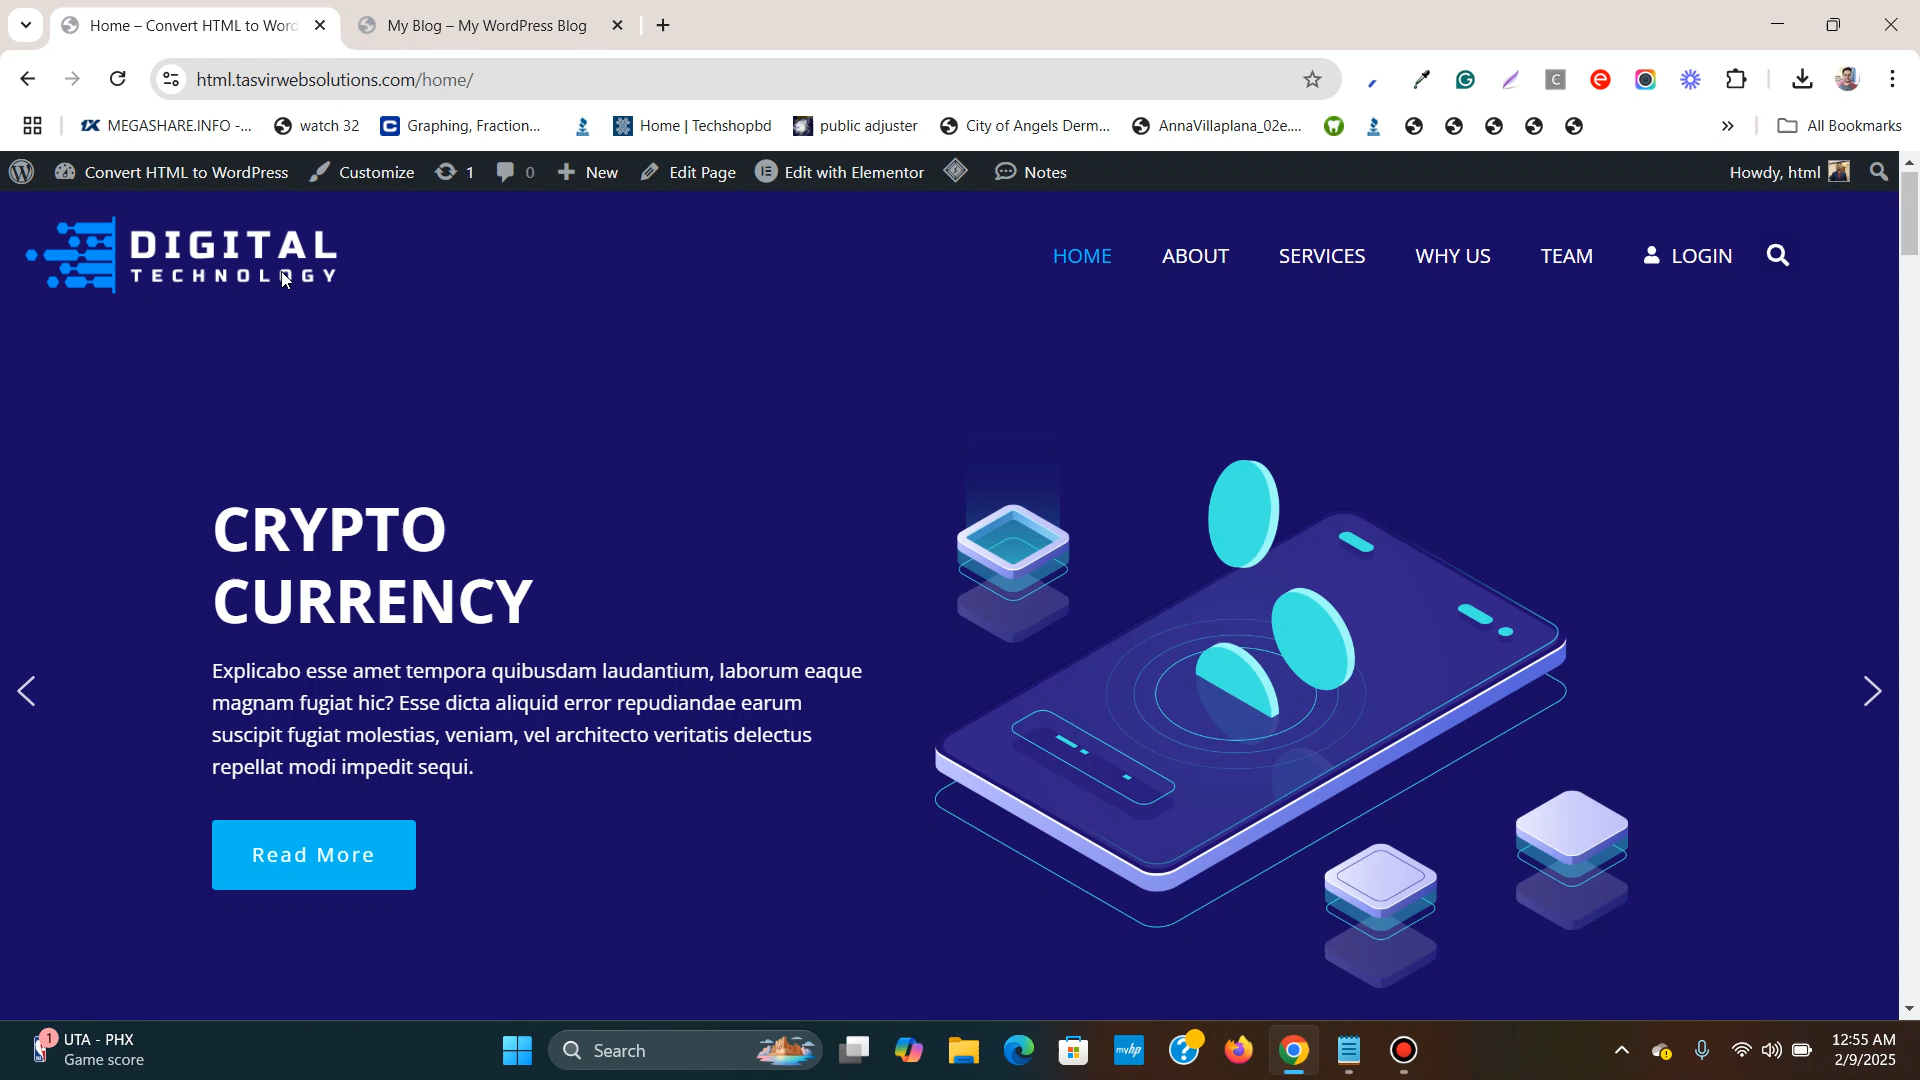 Home – Convert HTML to Word
My Blog – My WordPress Blog
html.tasvirwebsolutions.com/home/
MEGASHARE.INFO -...
watch 32
Graphing, Fraction...
Home | Techshopbd
public adjuster
City of Angels Derm...
AnnaVillaplana_02e....
All Bookmarks
Convert HTML to WordPress
Customize
1
0
New
Edit Page
Edit with Elementor
Notes
Howdy, html
DIGITAL
TECHNOLOGY
HOME
ABOUT
SERVICES
WHY US
TEAM
LOGIN
CRYPTO
CURRENCY
Explicabo esse amet tempora quibusdam laudantium, laborum eaque
magnam fugiat hic? Esse dicta aliquid error repudiandae earum
suscipit fugiat molestias, veniam, vel architecto veritatis delectus
repellat modi impedit sequi.
Read More
1
UTA - PHX
Game score
Search
myhp
12:55 AM
2/9/2025